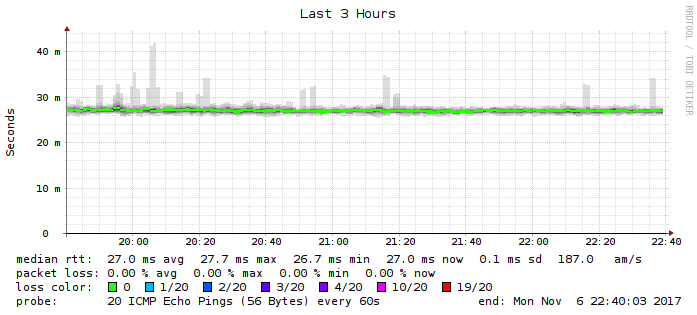 Last 3 Hours
RRDTOOL / TOBI OETIKER
Seconds
40 m
30 m
20 m
10 m
0
20:00 20:20 20:40 21:00 21:20 21:40 22:00 22:20 22:40
median rtt: 27.0 ms avg 27.7 ms max 26.7 ms min 27.0 ms now 0.1 ms sd 187.0 am/s
packet loss: 0.00 % avg 0.00 % max 0.00 % min 0.00 % now
loss color: 0 1/20 2/20 3/20 4/20 10/20 19/20
probe: 20 ICMP Echo Pings (56 Bytes) every 60s end: Mon Nov 6 22:40:03 2017